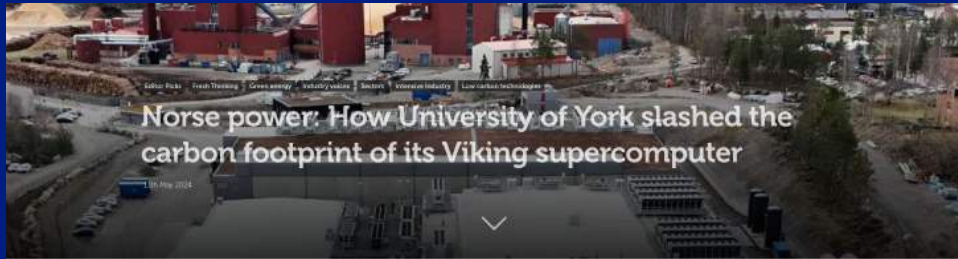 Editor Picks Fresh Thinking Green energy Industry voices Sectors Intensive Industry Low carbon technologies
Norse power: How University of York slashed the
carbon footprint of its Viking supercomputer
13th May 2024